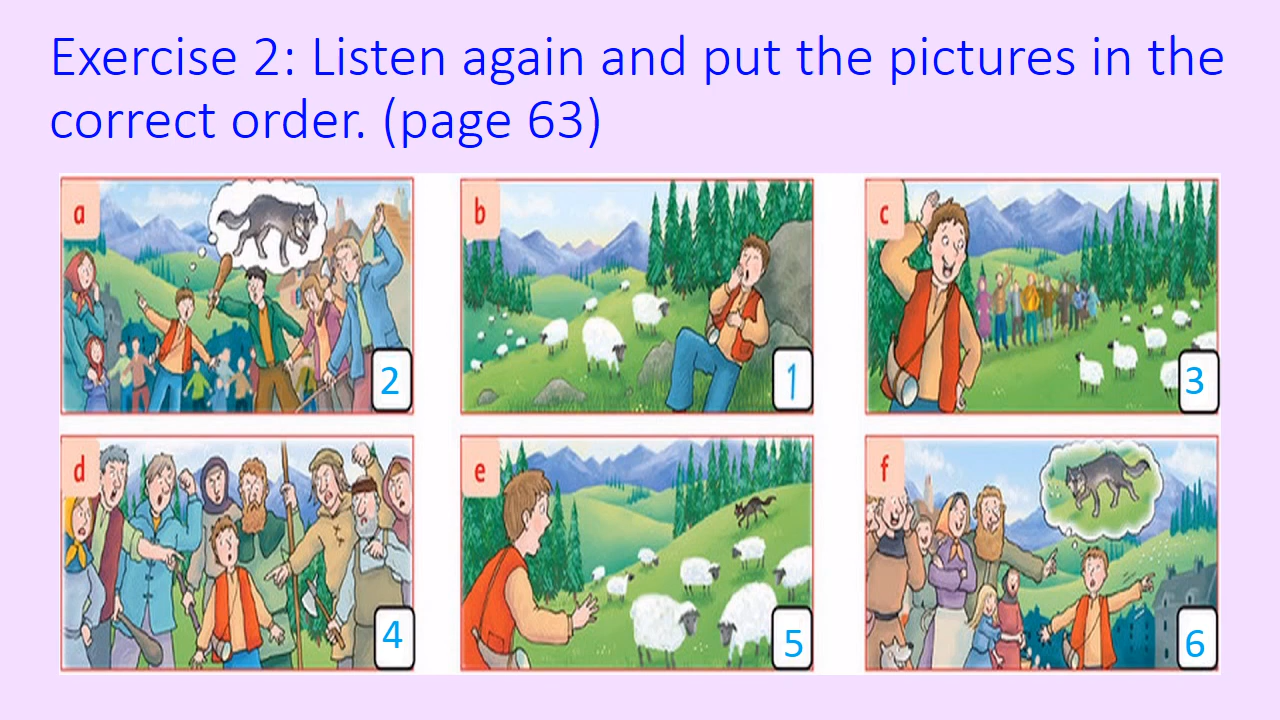 Exercise 2: Listen again and put the pictures in the
correct order. (page 63)
a
2
b
1
c
3
d
4
e
5
f
6